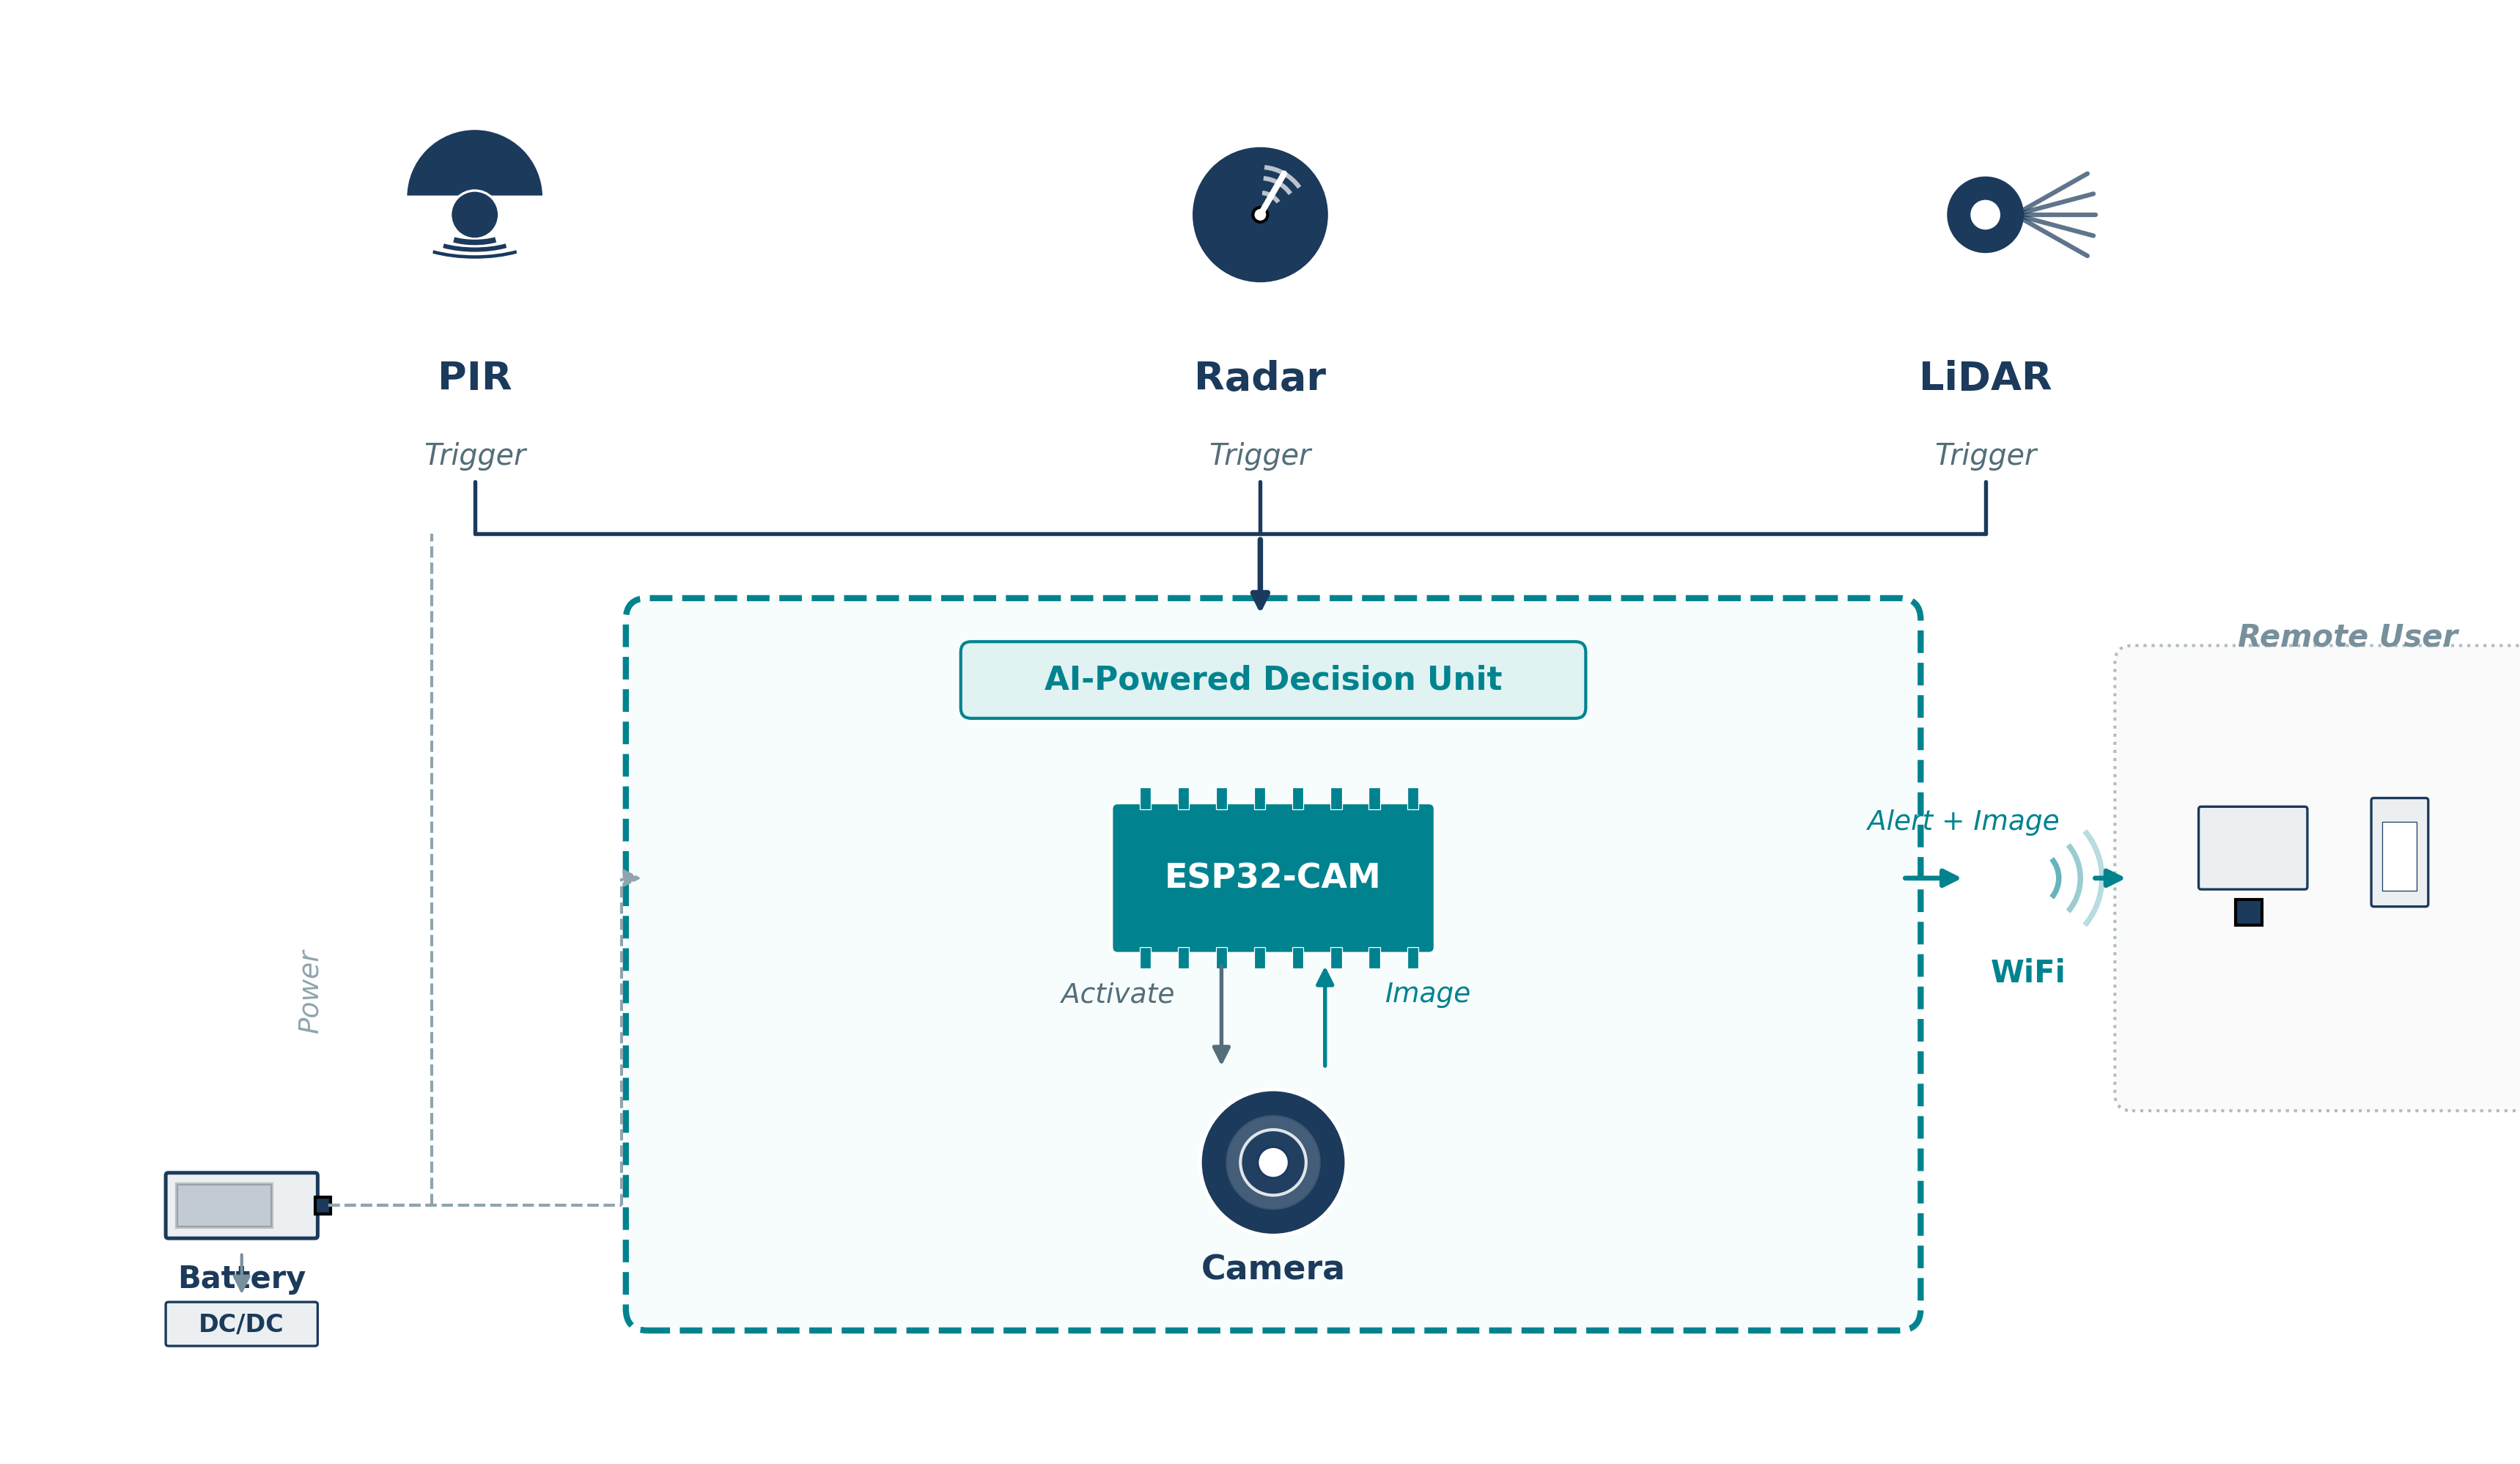 PIR
Radar
LiDAR
Trigger
Trigger
Trigger
Remote User
AI-Powered Decision Unit
Alert + Image
ESP32-CAM
WiFi
Power
Activate
Image
Camera
Battery
DC/DC